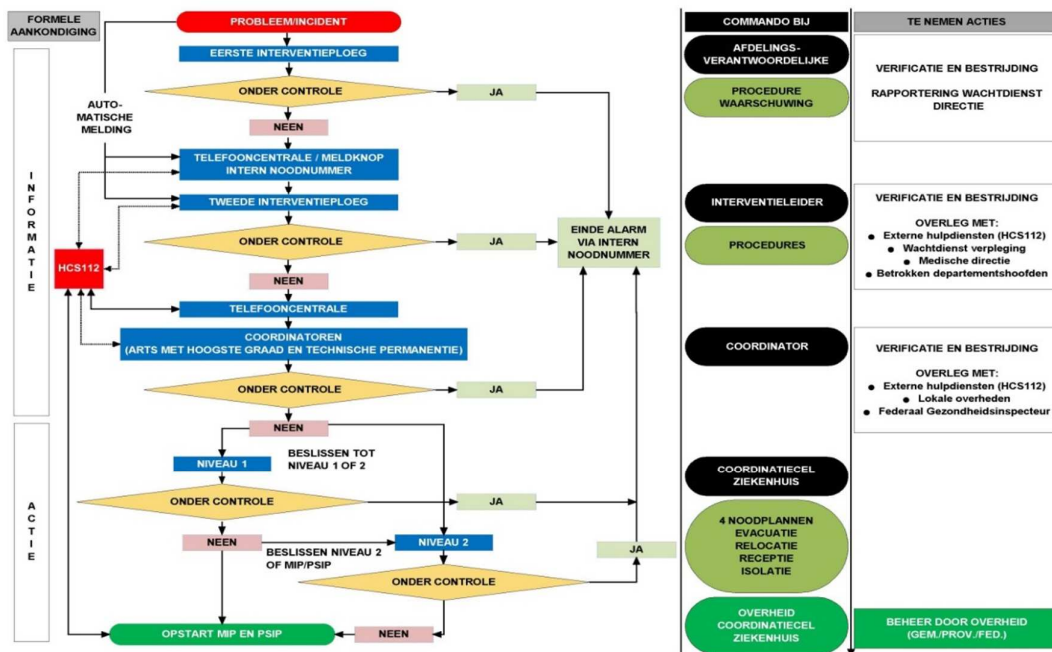 FORMELE
AANKONDIGING
INFORMATIE
ACTIE
PROBLEEM/INCIDENT
EERSTE INTERVENTIEPLOEG
ONDER CONTROLE
JA
NEEN
AUTO-
MATISCHE
MELDING
TELEFOONCENTRALE / MELDKNOP
INTERN NOODNUMMER
TWEEDE INTERVENTIEPLOEG
ONDER CONTROLE
JA
EINDE ALARM
VIA INTERN
NOODNUMMER
HCS112
NEEN
TELEFOONCENTRALE
COORDINATOREN
(ARTS MET HOOGSTE GRAAD EN TECHNISCHE PERMANENTIE)
ONDER CONTROLE
JA
NEEN
BESLISSEN TOT
NIVEAU 1 OF 2
NIVEAU 1
ONDER CONTROLE
JA
NEEN
BESLISSEN NIVEAU 2
OF MIP/PSIP
NIVEAU 2
JA
ONDER CONTROLE
NEEN
OPSTART MIP EN PSIP
COMMANDO BIJ
AFDELINGS-
VERANTWOORDELIJKE
PROCEDURE
WAARSCHUWING
INTERVENTIELEIDER
PROCEDURES
COORDINATOR
COORDINATIECEL
ZIEKENHUIS
4 NOODPLANNEN
EVACUATIE
RELOCATIE
RECEPTIE
ISOLATIE
OVERHEID
COORDINATIECEL
ZIEKENHUIS
TE NEMEN ACTIES
VERIFICATIE EN BESTRIJDING
RAPPORTERING WACHTDIENST
DIRECTIE
VERIFICATIE EN BESTRIJDING
OVERLEG MET:
● Externe hulpdiensten (HCS112)
● Wachtdienst verpleging
● Medische directie
● Betrokken departementshoofden
VERIFICATIE EN BESTRIJDING
OVERLEG MET:
● Externe hulpdiensten (HCS112)
● Lokale overheden
● Federaal Gezondheidsinspecteur
BEHEER DOOR OVERHEID
(GEM./PROV./FED.)